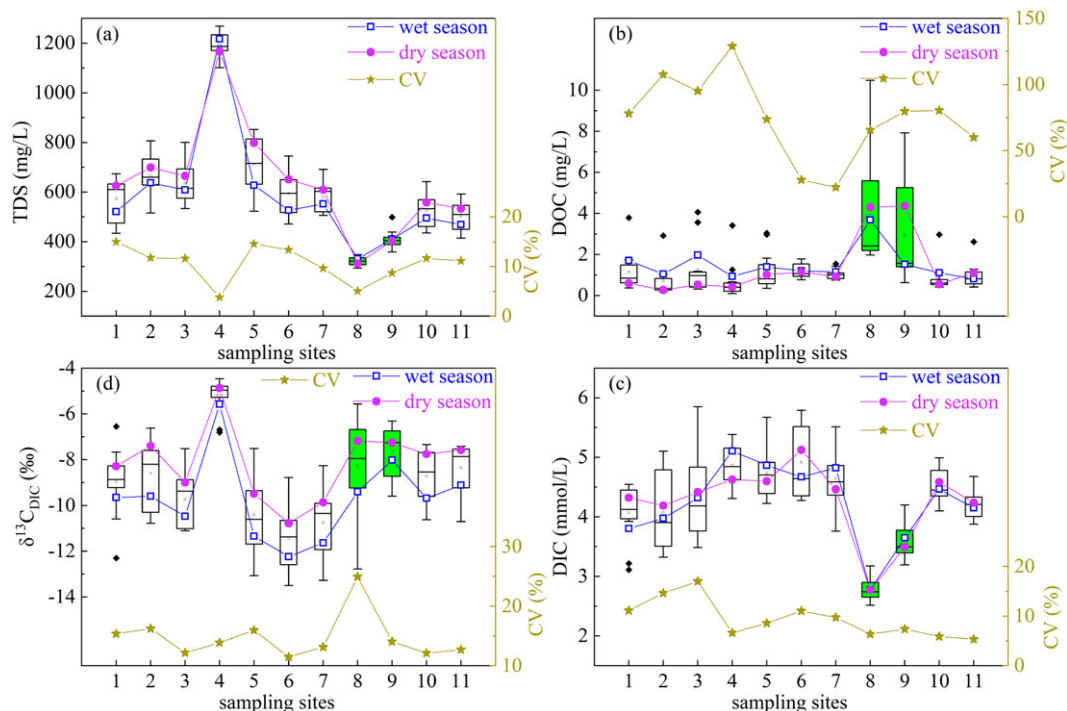 (a)
wet season
dry season
CV
TDS (mg/L)
1200
1000
800
600
400
200
20
10
0
CV (%)
1 2 3 4 5 6 7 8 9 10 11
sampling sites
(b)
wet season
dry season
CV
DOC (mg/L)
10
8
6
4
2
0
150
100
50
0
CV (%)
1 2 3 4 5 6 7 8 9 10 11
sampling sites
(d)
CV
wet season
dry season
δ¹³C_DIC (‰)
-4
-6
-8
-10
-12
-14
30
20
10
CV (%)
1 2 3 4 5 6 7 8 9 10 11
sampling sites
(c)
wet season
dry season
CV
DIC (mmol/L)
6
5
4
3
2
20
10
0
CV (%)
1 2 3 4 5 6 7 8 9 10 11
sampling sites